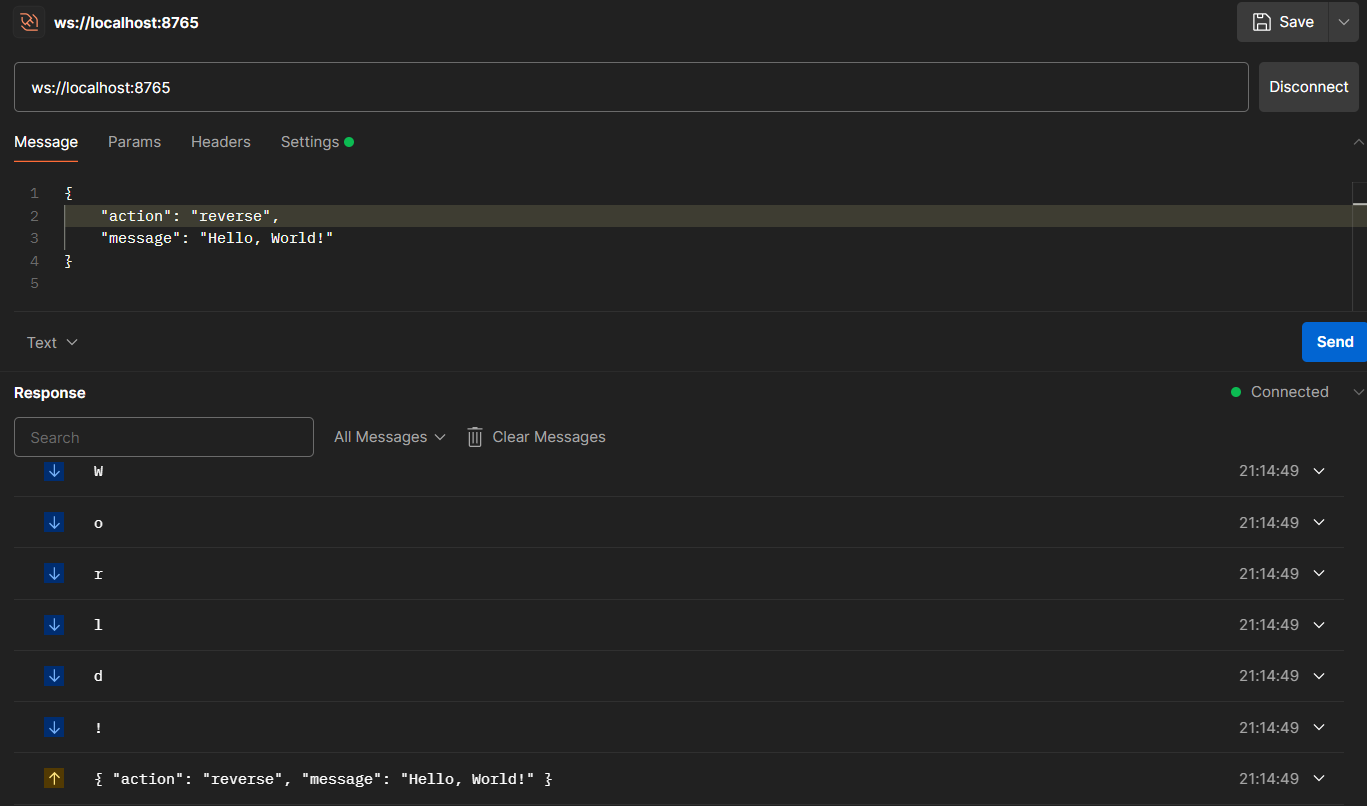 ws://localhost:8765
Save
ws://localhost:8765
Disconnect
Message Params Headers Settings
1 {
2 "action": "reverse",
3 "message": "Hello, World!"
4 }
5
Text
Send
Response
Connected
Search
All Messages
Clear Messages
W 21:14:49
o 21:14:49
r 21:14:49
l 21:14:49
d 21:14:49
! 21:14:49
{ "action": "reverse", "message": "Hello, World!" } 21:14:49